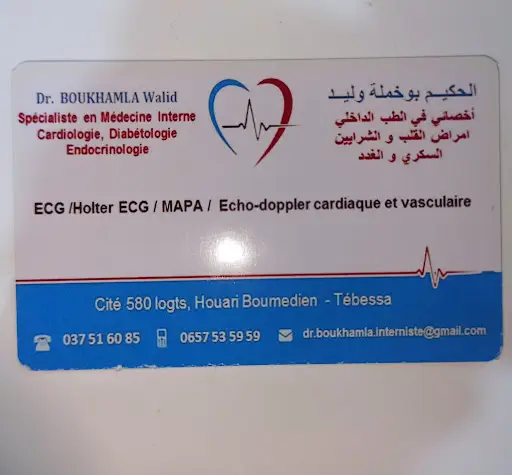 Dr. BOUKHAMLA Walid
Spécialiste en Médecine Interne
Cardiologie, Diabétologie
Endocrinologie
الحكيم بوخملة وليد
أخصائي في الطب الداخلي
امراض القلب و الشرايين
السكري و الغدد
ECG /Holter ECG / MAPA / Echo-doppler cardiaque et vasculaire
Cité 580 logts, Houari Boumedien - Tébessa
037 51 60 85
0657 53 59 59
dr.boukhamla.interniste@gmail.com